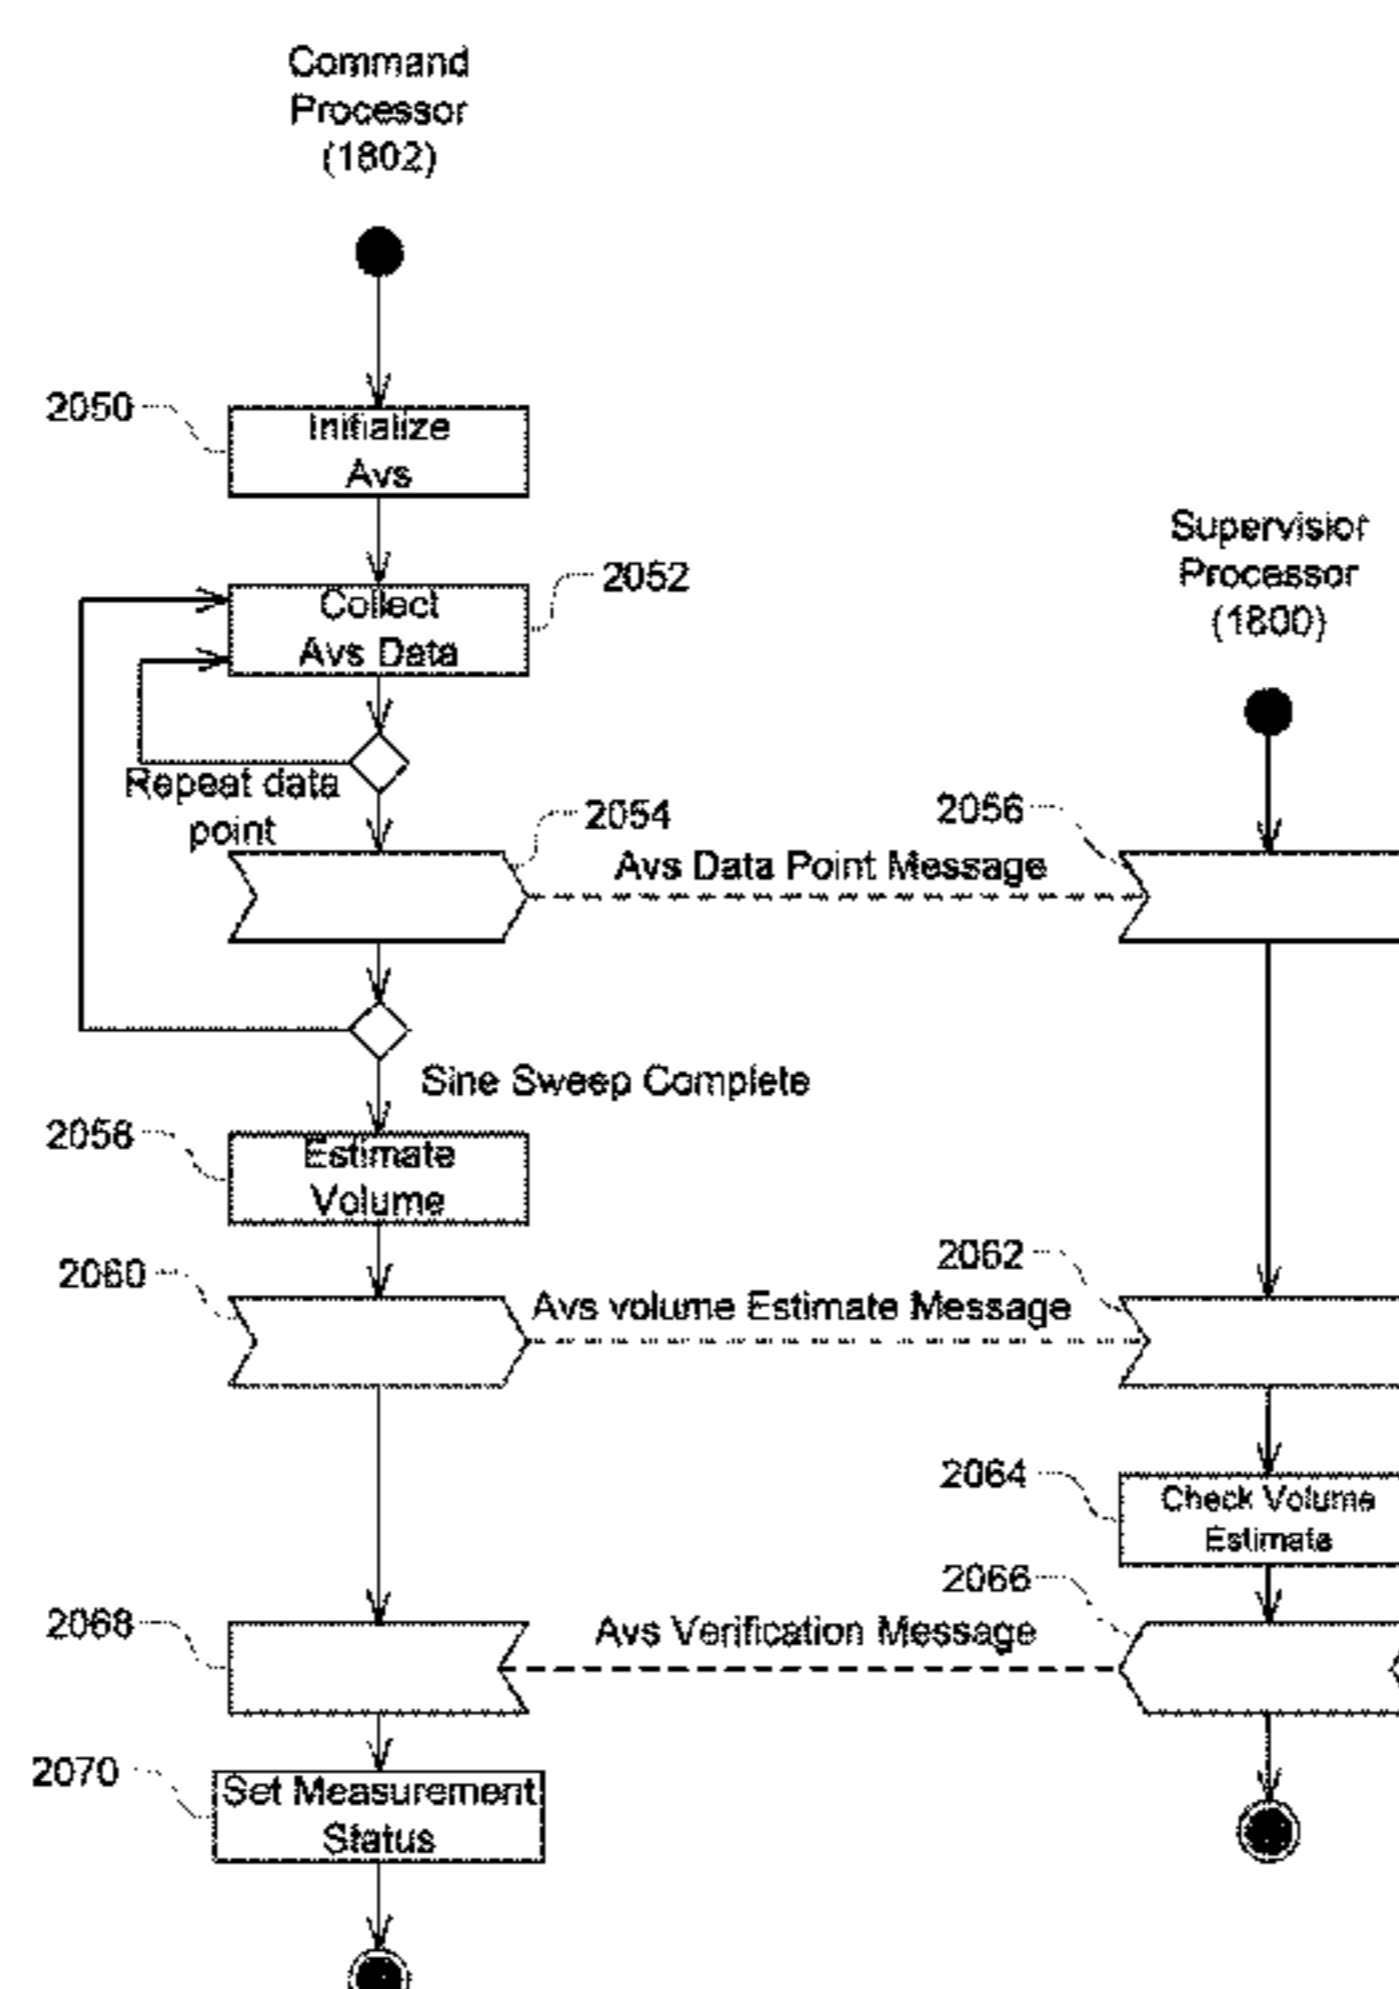 Command
Processor
(1802)
2050
Initialize
Avs
Supervisior
Processor
(1800)
2052
Collect
Avs Data
Repeat data
point
2054
2056
Avs Data Point Message
Sine Sweep Complete
2058
Estimate
Volume
2060
2062
Avs volume Estimate Message
2064
Check Volume
Estimate
2066
2068
Avs Verification Message
2070
Set Measurement
Status